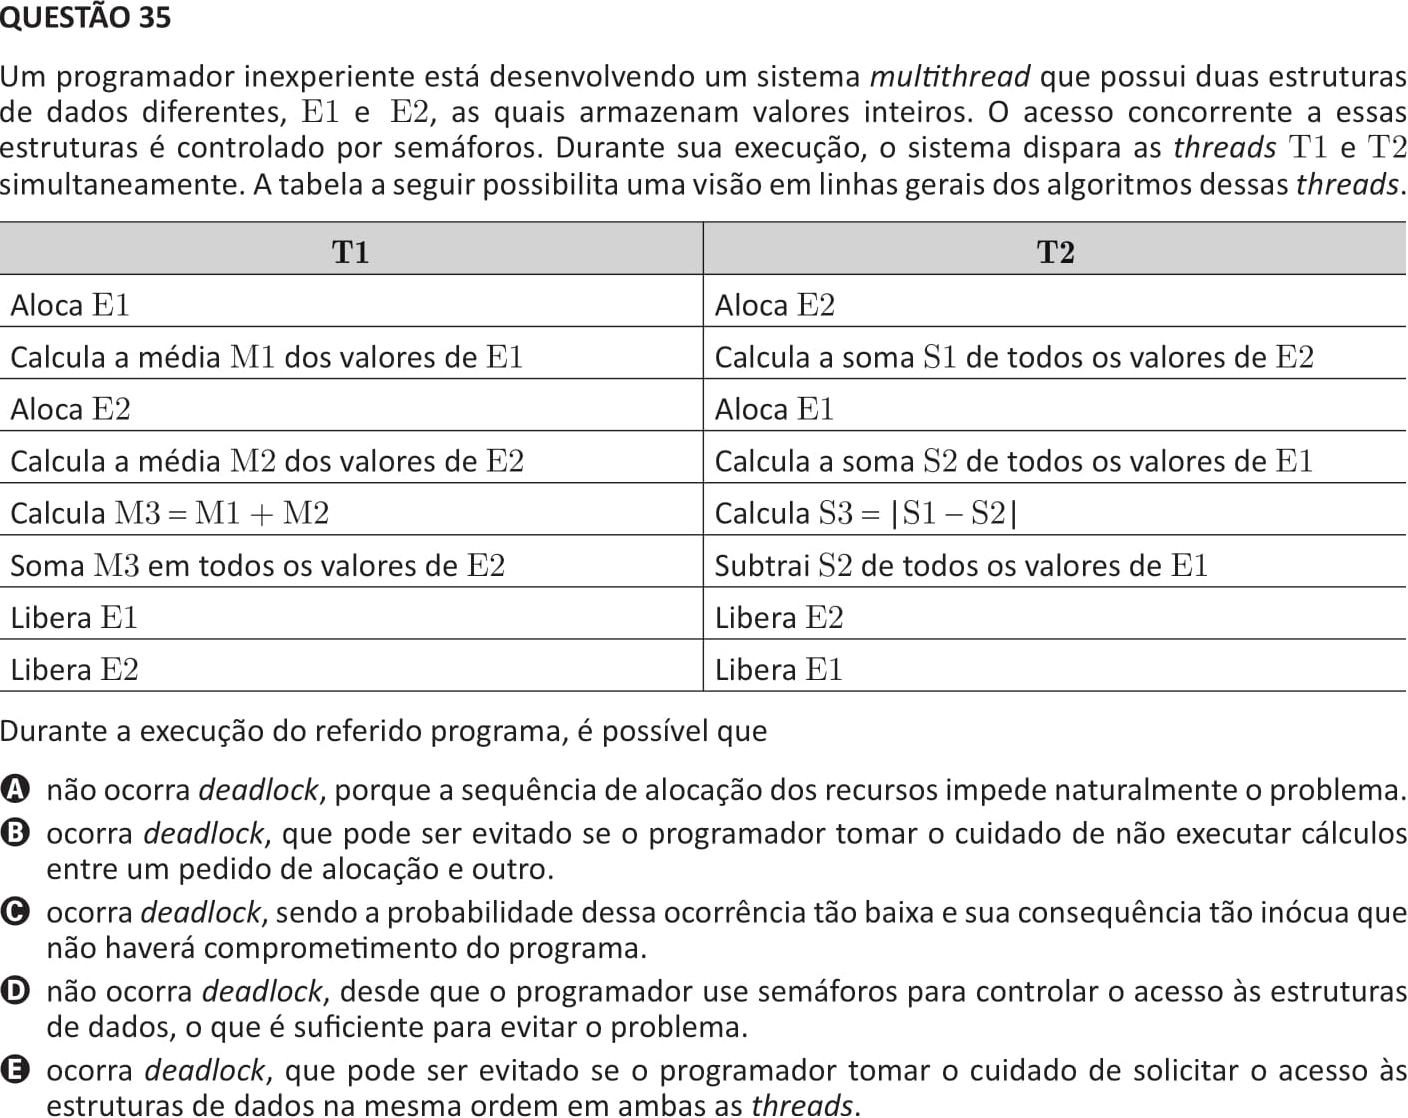 QUESTÃO 35
Um programador inexperiente está desenvolvendo um sistema multithread que possui duas estruturas
de dados diferentes, E1 e E2, as quais armazenam valores inteiros. O acesso concorrente a essas
estruturas é controlado por semáforos. Durante sua execução, o sistema dispara as threads T1 e T2
simultaneamente. A tabela a seguir possibilita uma visão em linhas gerais dos algoritmos dessas threads.
T1 T2
Aloca E1 Aloca E2
Calcula a média M1 dos valores de E1 Calcula a soma S1 de todos os valores de E2
Aloca E2 Aloca E1
Calcula a média M2 dos valores de E2 Calcula a soma S2 de todos os valores de E1
Calcula M3 = M1 + M2 Calcula S3 = |S1 – S2|
Soma M3 em todos os valores de E2 Subtrai S2 de todos os valores de E1
Libera E1 Libera E2
Libera E2 Libera E1
Durante a execução do referido programa, é possível que
A não ocorra deadlock, porque a sequência de alocação dos recursos impede naturalmente o problema.
B ocorra deadlock, que pode ser evitado se o programador tomar o cuidado de não executar cálculos
entre um pedido de alocação e outro.
C ocorra deadlock, sendo a probabilidade dessa ocorrência tão baixa e sua consequência tão inócua que
não haverá comprometimento do programa.
D não ocorra deadlock, desde que o programador use semáforos para controlar o acesso às estruturas
de dados, o que é suficiente para evitar o problema.
E ocorra deadlock, que pode ser evitado se o programador tomar o cuidado de solicitar o acesso às
estruturas de dados na mesma ordem em ambas as threads.